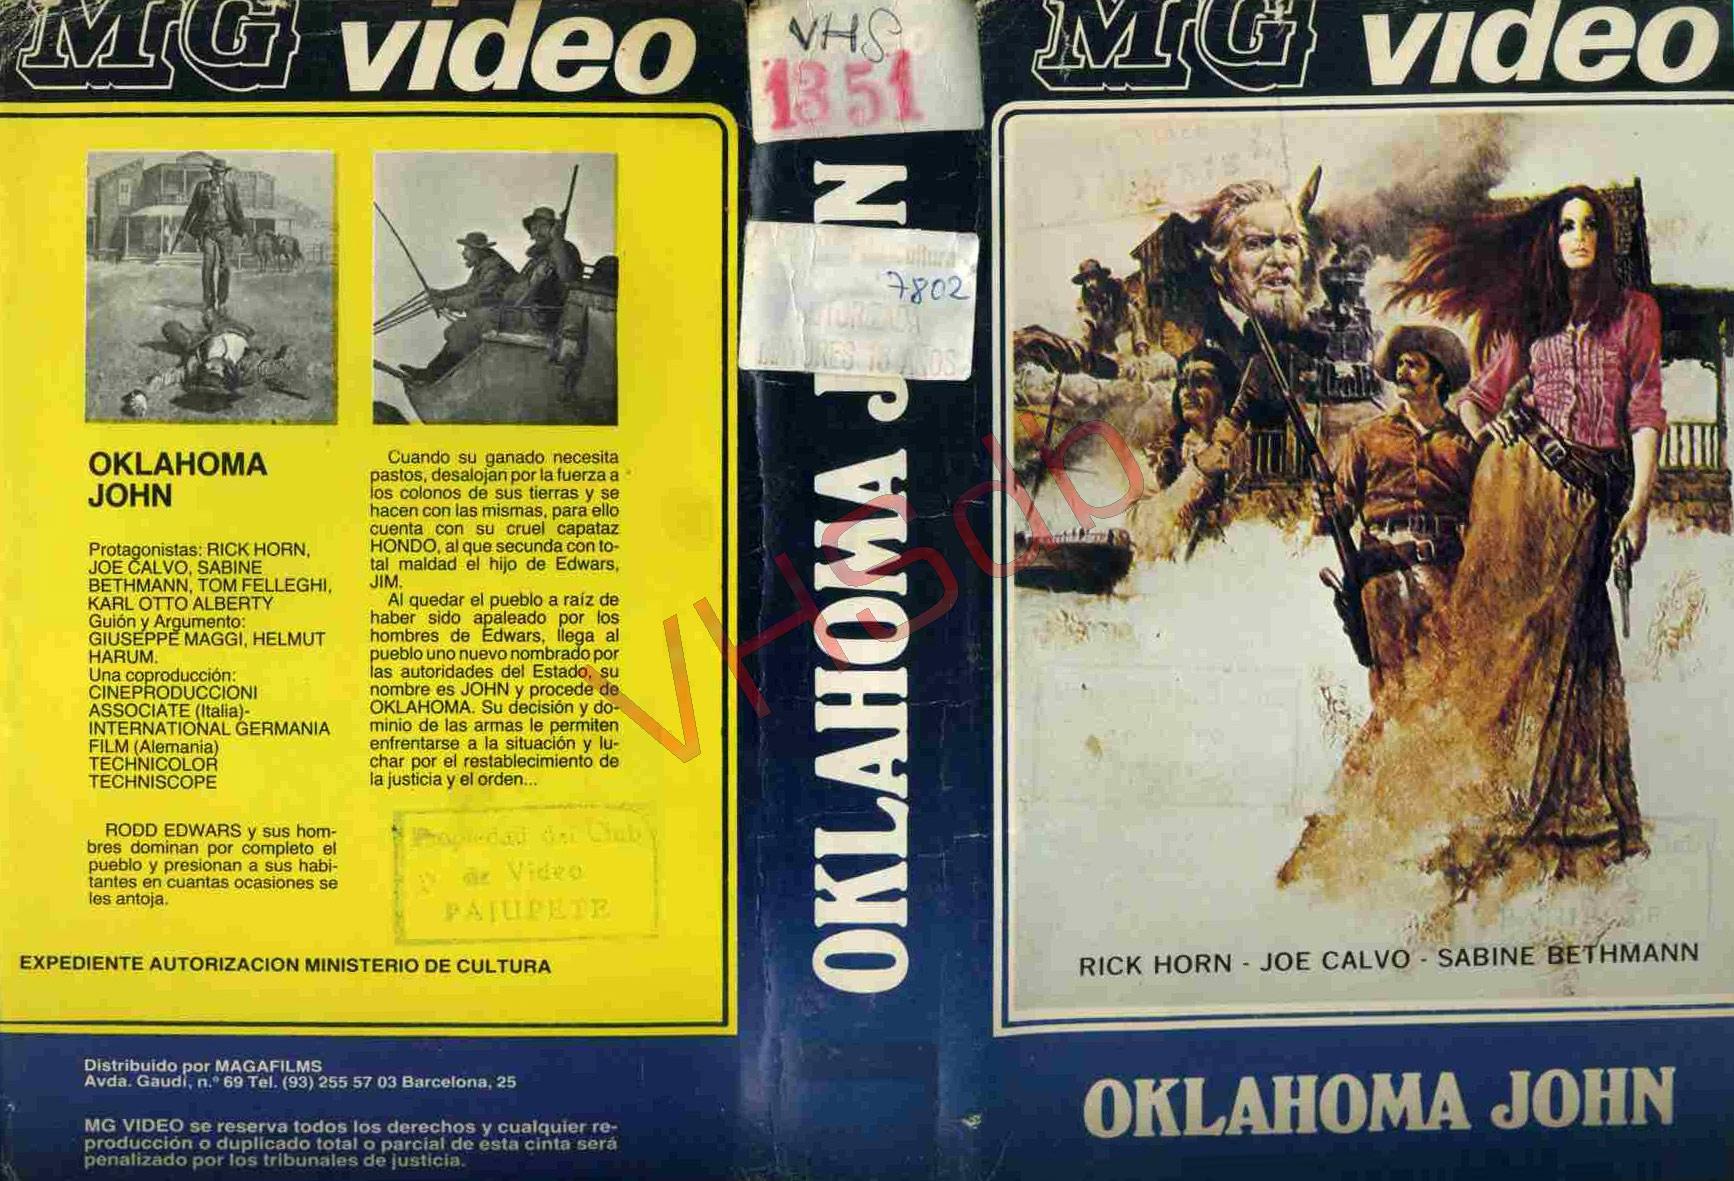 MG video
OKLAHOMA
JOHN
Protagonistas: RICK HORN,
JOE CALVO, SABINE
BETHMANN, TOM FELLEGHI,
KARL OTTO ALBERTY
Guión y Argumento:
GIUSEPPE MAGGI, HELMUT
HARUM.
Una coproducción:
CINEPRODUCCIONI
ASSOCIATE (Italia)-
INTERNATIONAL GERMANIA
FILM (Alemania)
TECHNICOLOR
TECHNISCOPE
RODD EDWARS y sus hom-
bres dominan por completo el
pueblo y presionan a sus habi-
tantes en cuantas ocasiones se
les antoja.
Cuando su ganado necesita
pastos, desalojan por la fuerza a
los colonos de sus tierras y se
hacen con las mismas, para ello
cuenta con su cruel capataz
HONDO, al que secunda con to-
tal maldad el hijo de Edwars,
JIM.
Al quedar el pueblo a raíz de
haber sido apaleado por los
hombres de Edwars, llega al
pueblo uno nuevo nombrado por
las autoridades del Estado, su
nombre es JOHN y procede de
OKLAHOMA. Su decisión y do-
minio de las armas le permiten
enfrentarse a la situación y lu-
char por el restablecimiento de
la justicia y el orden...
Propiedad del Club
de Video
PAJUPETE
EXPEDIENTE AUTORIZACION MINISTERIO DE CULTURA
Distribuido por MAGAFILMS
Avda. Gaudí, n.º 69 Tel. (93) 255 57 03 Barcelona, 25
MG VIDEO se reserva todos los derechos y cualquier re-
producción o duplicado total o parcial de esta cinta será
penalizado por los tribunales de justicia.
VHS
1351
7802
OKLAHOMA J N
VHSdb
MG video
RICK HORN - JOE CALVO - SABINE BETHMANN
OKLAHOMA JOHN